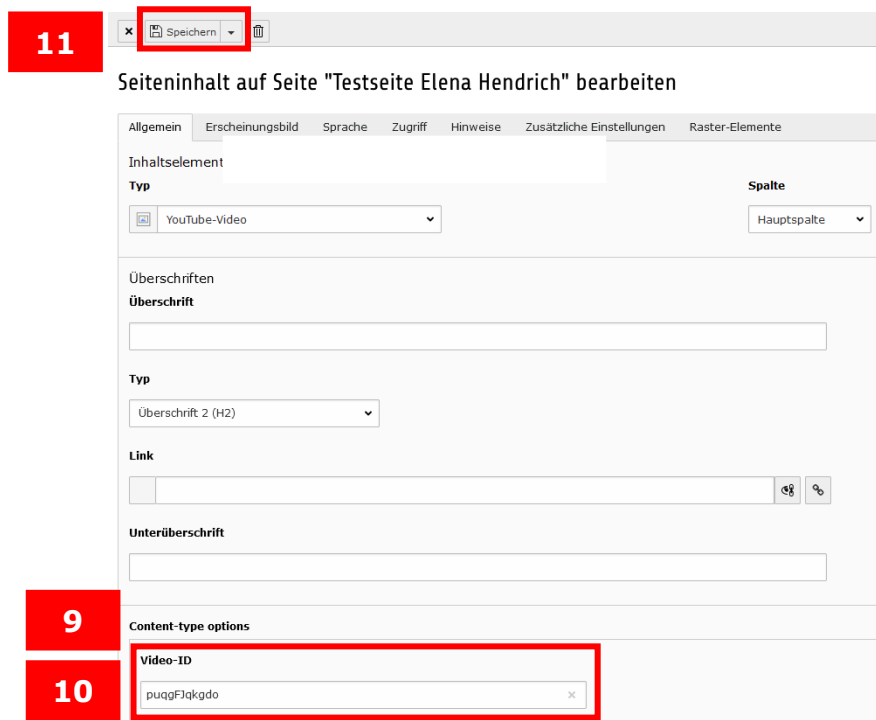 11
Speichern
Seiteninhalt auf Seite "Testseite Elena Hendrich" bearbeiten
Allgemein Erscheinungsbild Sprache Zugriff Hinweise Zusätzliche Einstellungen Raster-Elemente
Inhaltselement
Typ Spalte
YouTube-Video Hauptspalte
Überschriften
Überschrift
Typ
Überschrift 2 (H2)
Link
Unterüberschrift
9
Content-type options
Video-ID
10
puqgFJqkgdo